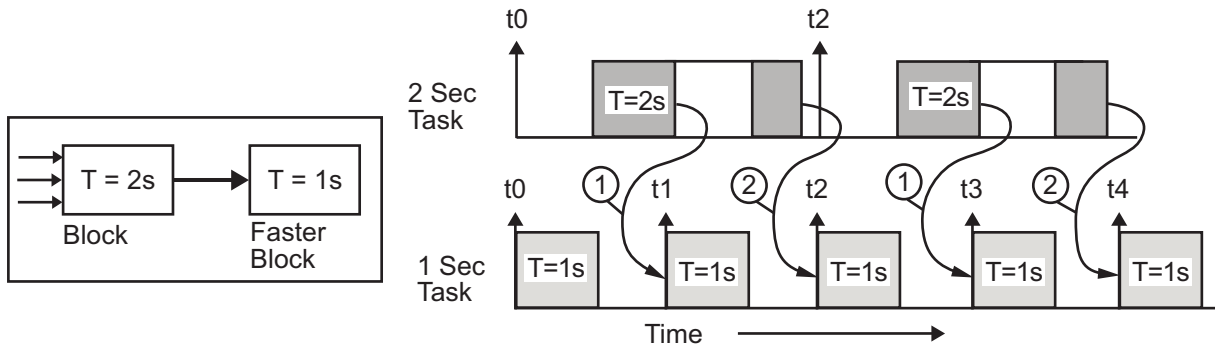 T = 2s
T = 1s
Block
Faster
Block
t0
t2
2 Sec
Task
T=2s
T=2s
t0
1
t1
2
t2
1
t3
2
t4
1 Sec
Task
T=1s
T=1s
T=1s
T=1s
T=1s
Time